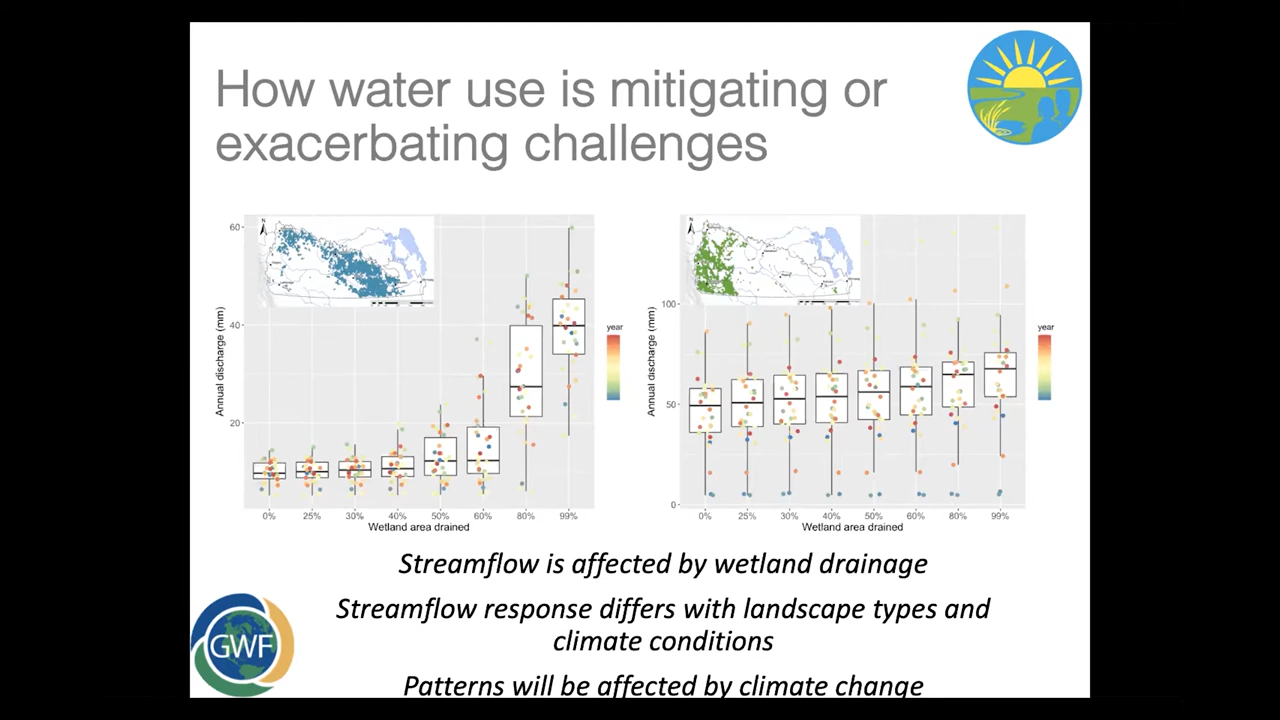 How water use is mitigating or
exacerbating challenges
N
60
40
20
Annual discharge (mm)
0%
25%
30%
40%
50%
60%
80%
99%
Wetland area drained
year
N
100
50
0
Annual discharge (mm)
0%
25%
30%
40%
50%
60%
80%
99%
Wetland area drained
year
Streamflow is affected by wetland drainage
Streamflow response differs with landscape types and
climate conditions
Patterns will be affected by climate change
GWF